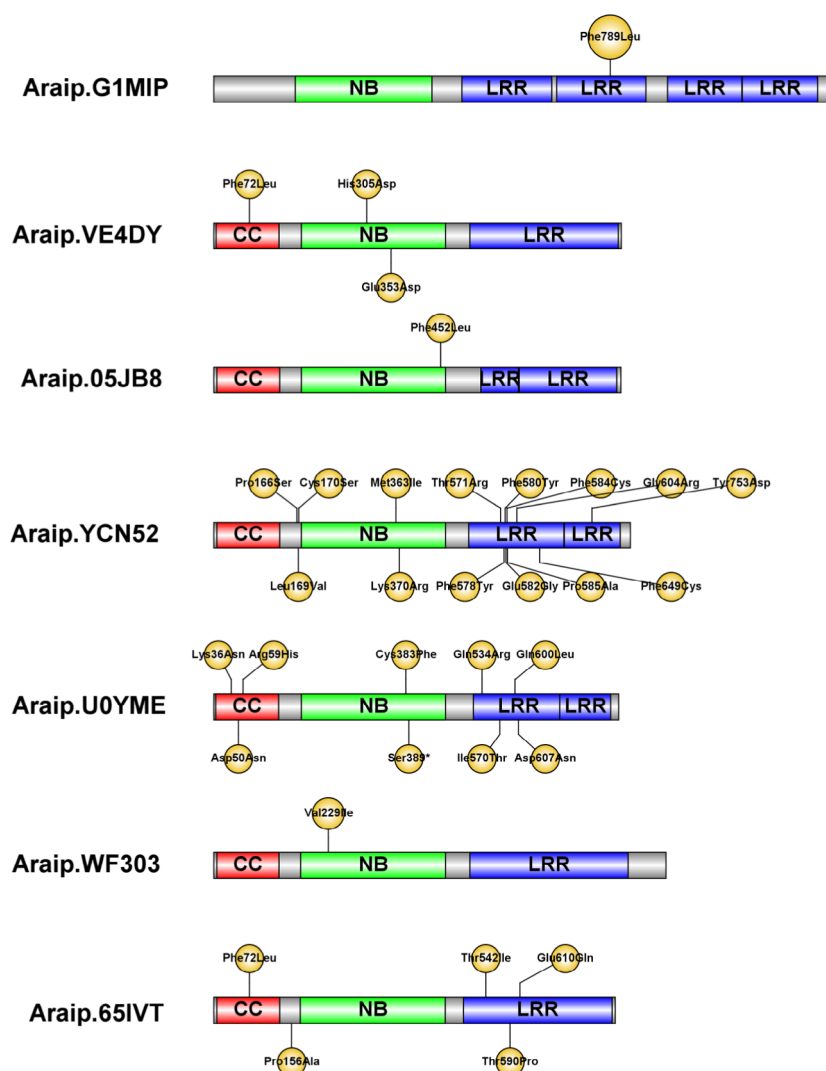 Phe789Leu
Araip.G1MIP NB LRR LRR LRR LRR
Phe72Leu His305Asp
Araip.VE4DY CC NB LRR
Glu353Asp
Phe452Leu
Araip.05JB8 CC NB LRR LRR
Pro166Ser Cys170Ser Met363Ile Thr571Arg Phe580Tyr Phe584Cys Gly604Arg Tyr753Asp
Araip.YCN52 CC NB LRR LRR
Leu169Val Lys370Arg Phe578Tyr Glu582Gly Pro585Ala Phe649Cys
Lys36Asn Arg59His Cys383Phe Gln534Arg Gln600Leu
Araip.U0YME CC NB LRR LRR
Asp50Asn Ser389* Ile570Thr Asp607Asn
Val229Ile
Araip.WF303 CC NB LRR
Phe72Leu Thr542Ile Glu610Gln
Araip.65IVT CC NB LRR
Pro156Ala Thr590Pro